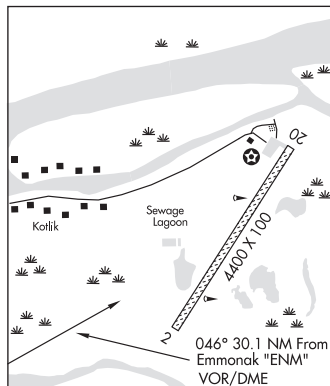 20
Kotlik
Sewage
Lagoon
4400 X 100
2
046° 30.1 NM From
Emmonak "ENM"
VOR/DME